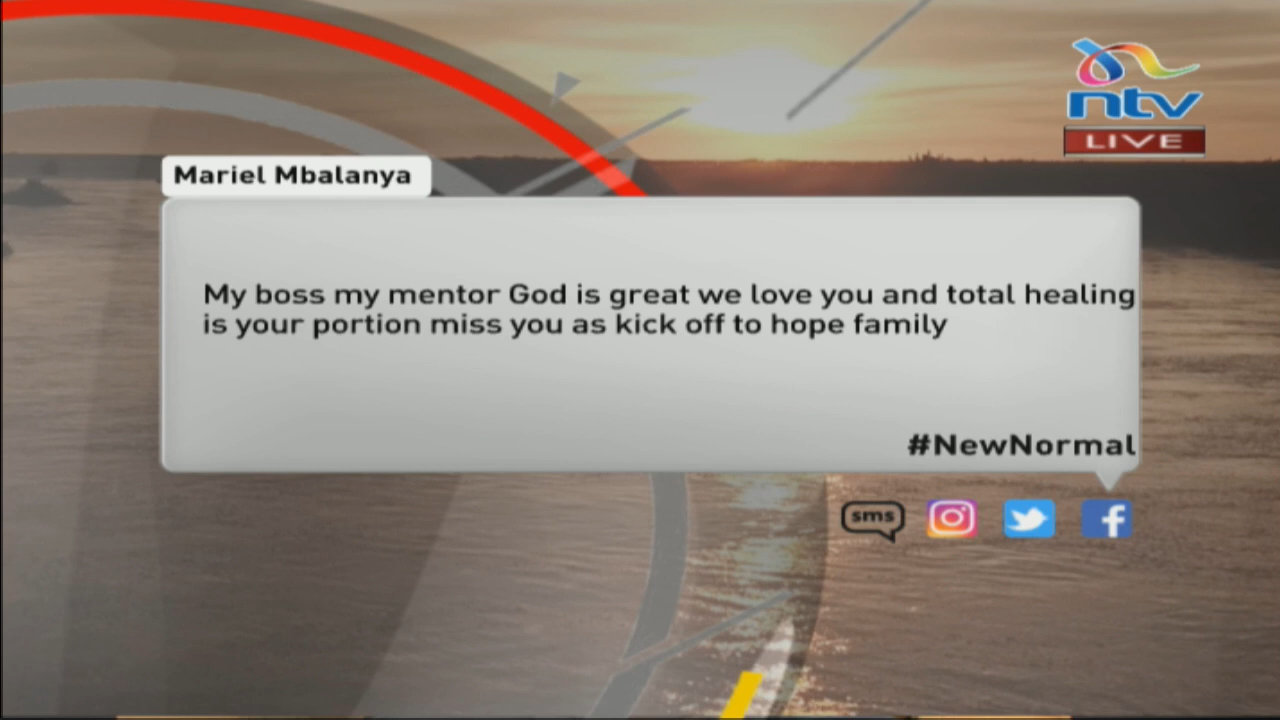 ntv
LIVE
Mariel Mbalanya
My boss my mentor God is great we love you and total healing
is your portion miss you as kick off to hope family
#NewNormal
sms